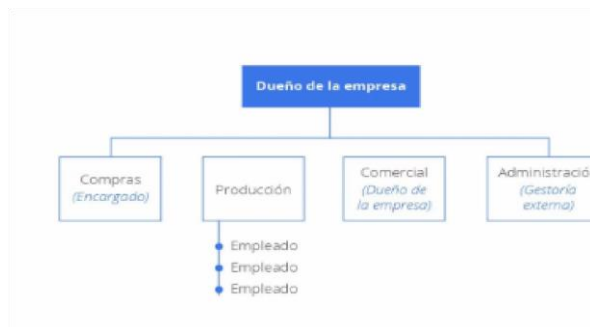 Dueño de la empresa
Compras
(Encargado)
Producción
Comercial
(Dueño de
la empresa)
Administració
(Gestoría
externa)
Empleado
Empleado
Empleado